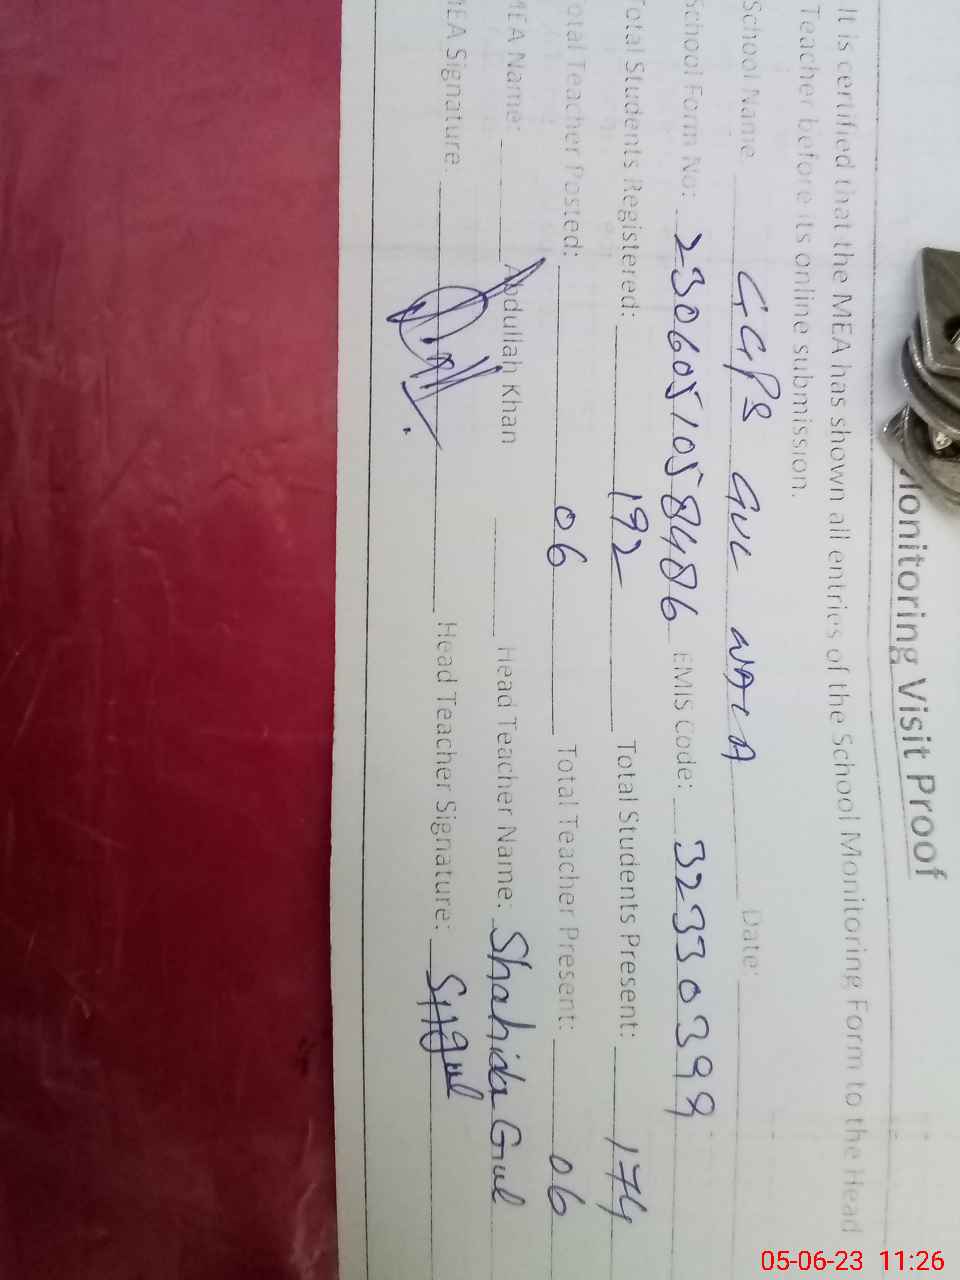 Monitoring Visit Proof
It is certified that the MEA has shown all entries of the School Monitoring Form to the Head
Teacher before its online submission.
School Name GGPS GUL WALA Date:
School Form No: 2306051058486 EMIS Code: 32330399
Total Students Registered: 192 Total Students Present: 174
Total Teacher Posted: 06 Total Teacher Present: 06
MEA Name: Abdullah Khan Head Teacher Name: Shahida Gul
MEA Signature Head Teacher Signature:
05-06-23 11:26